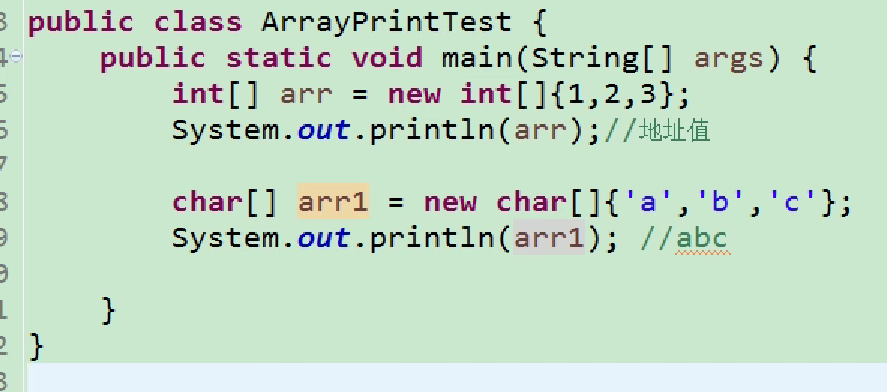 3 public class ArrayPrintTest {
4 public static void main(String[] args) {
5 int[] arr = new int[]{1,2,3};
6 System.out.println(arr);//地址值
7
8 char[] arr1 = new char[]{'a','b','c'};
9 System.out.println(arr1); //abc
0
1 }
2 }
3